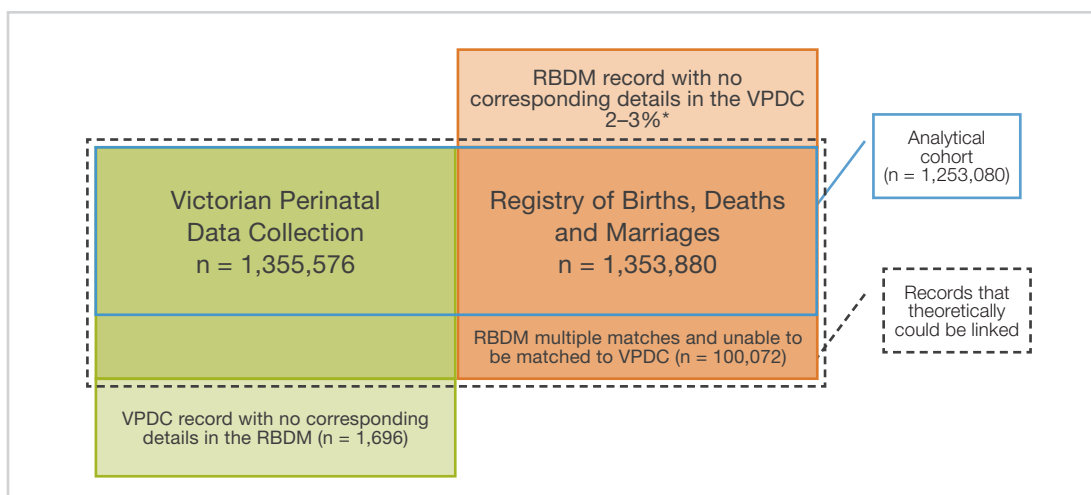 RBDM record with no
corresponding details in the VPDC
2–3%*
Analytical
cohort
(n = 1,253,080)
Victorian Perinatal
Data Collection
n = 1,355,576
Registry of Births, Deaths
and Marriages
n = 1,353,880
Records that
theoretically
could be linked
RBDM multiple matches and unable to
be matched to VPDC (n = 100,072)
VPDC record with no corresponding
details in the RBDM (n = 1,696)